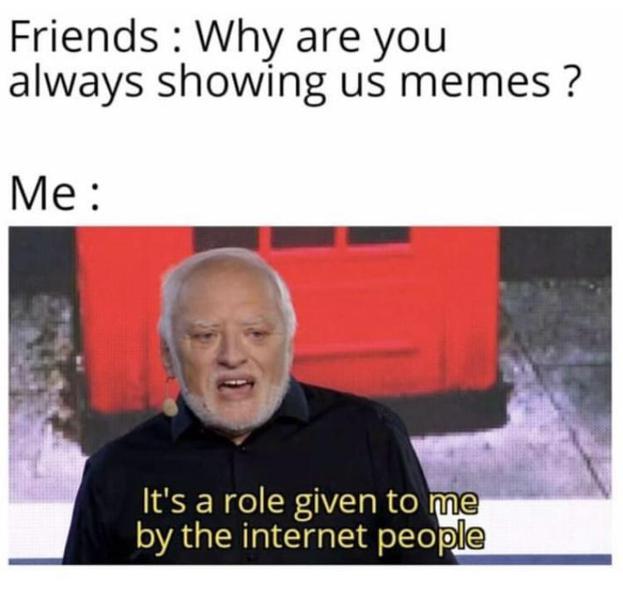 Friends : Why are you
always showing us memes ?
Me :
It's a role given to me
by the internet people